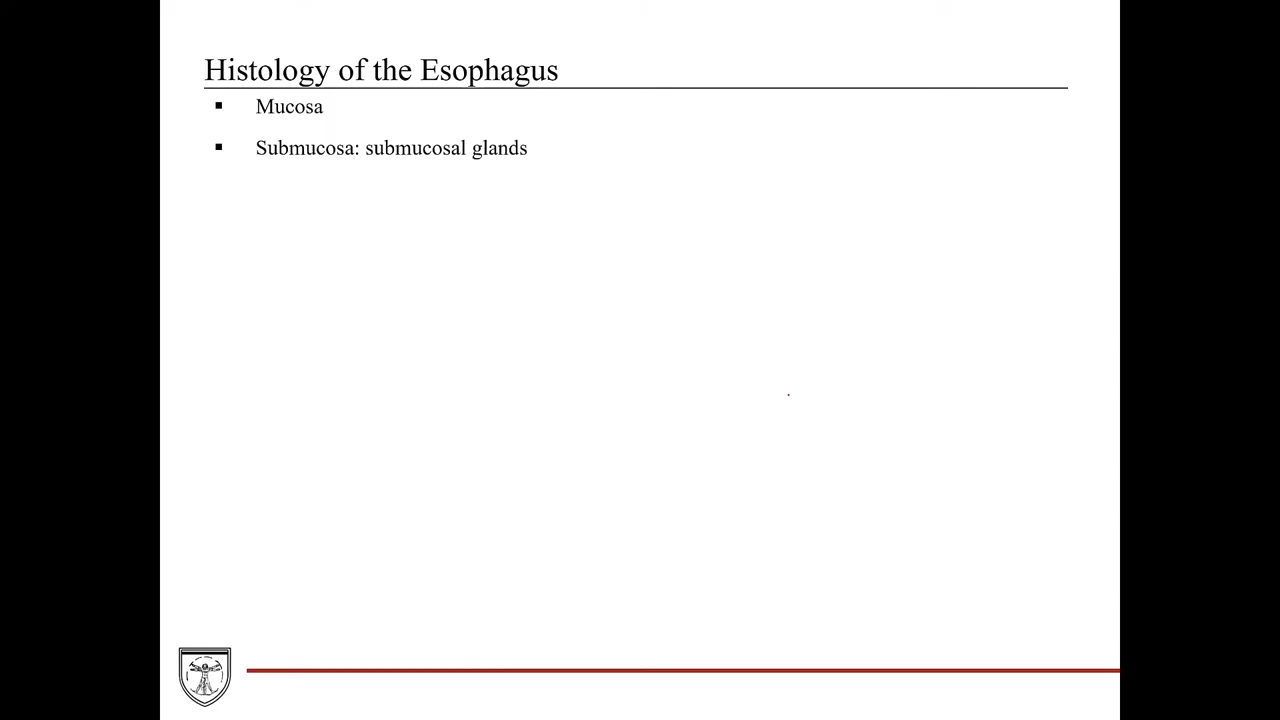 Histology of the Esophagus
▪ Mucosa
▪ Submucosa: submucosal glands